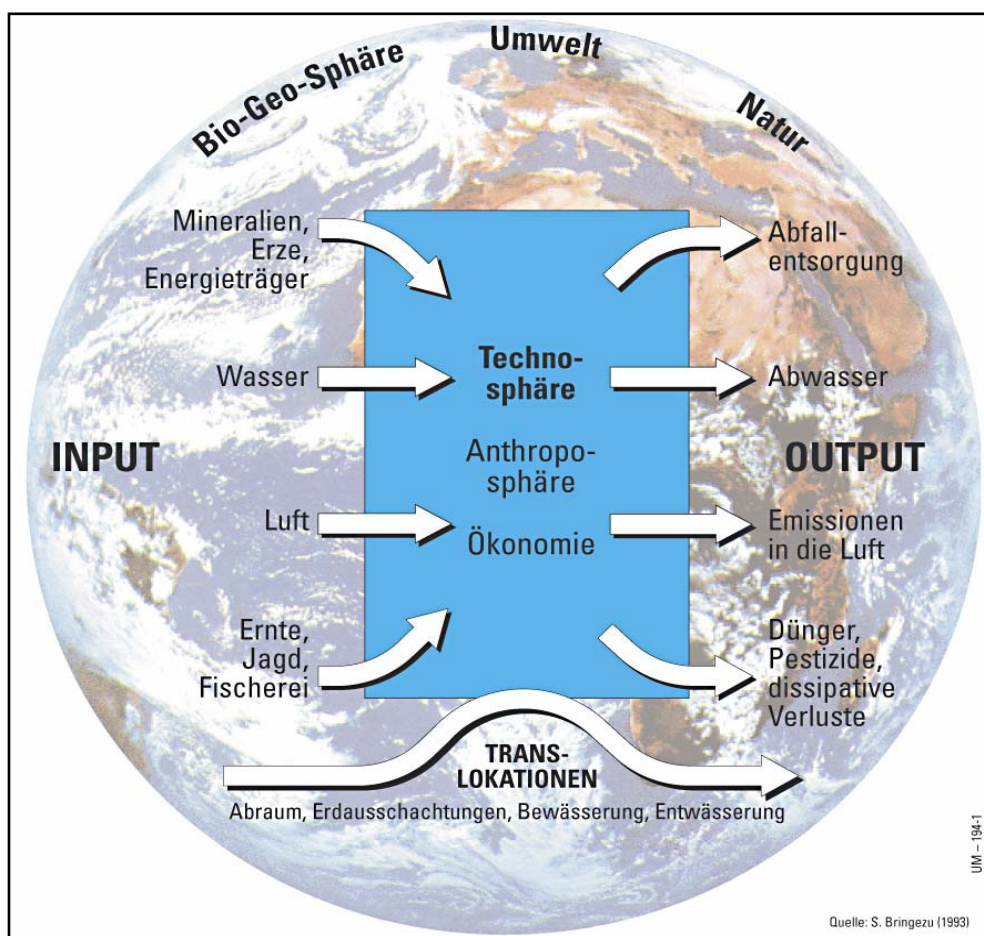 Bio-Geo-Sphäre
Umwelt
Natur
Mineralien,
Erze,
Energieträger
Wasser
INPUT
Luft
Ernte,
Jagd,
Fischerei
Techno-
sphäre
Anthropo-
sphäre
Ökonomie
Abfall-
entsorgung
Abwasser
OUTPUT
Emissionen
in die Luft
Dünger,
Pestizide,
dissipative
Verluste
TRANS-
LOKATIONEN
Abraum, Erdausschachtungen, Bewässerung, Entwässerung
UM – 194-1
Quelle: S. Bringezu (1993)